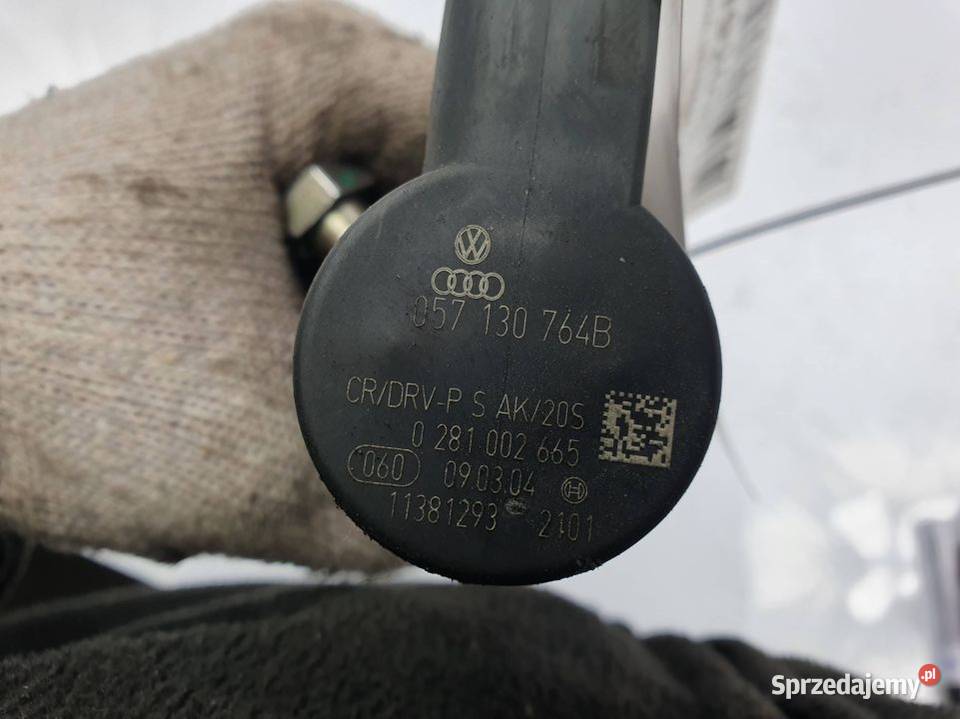 VW
057 130 764B
CR/DRV-P S AK/20S
0 281 002 665
060 09.03.04
11381293 2101
Sprzedajemy.pl